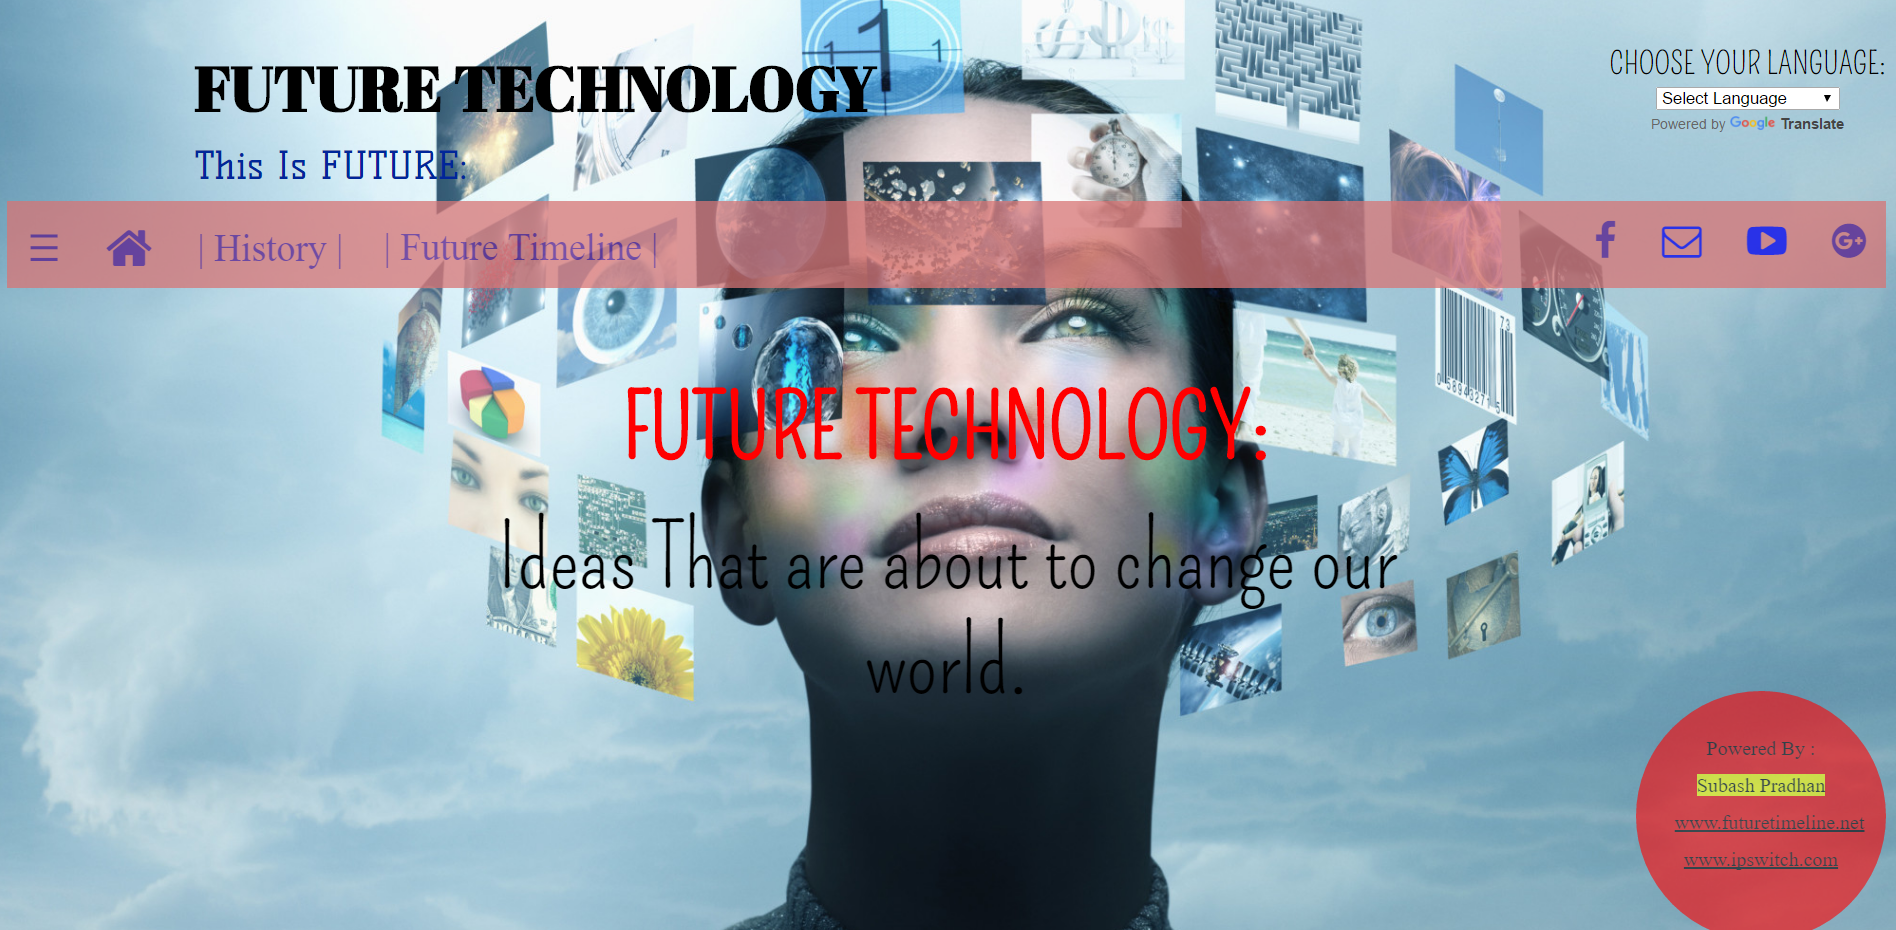 FUTURE TECHNOLOGY
This Is FUTURE:
CHOOSE YOUR LANGUAGE:
Select Language
Powered by Google Translate
| History | | Future Timeline |
FUTURE TECHNOLOGY:
Ideas That are about to change our
world.
Powered By :
Subash Pradhan
www.futuretimeline.net
www.ipswitch.com